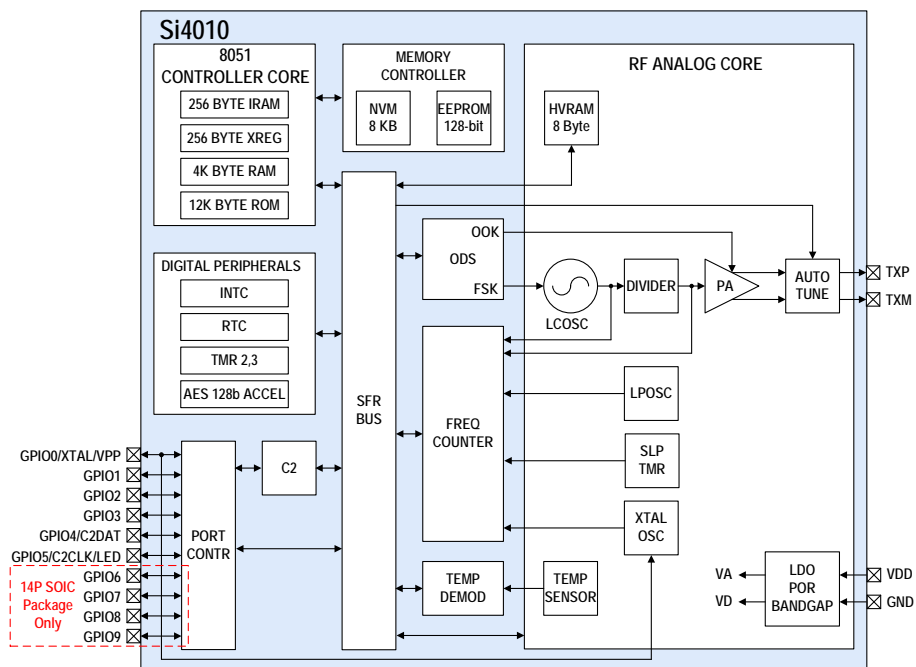 Si4010
8051
CONTROLLER CORE
256 BYTE IRAM
256 BYTE XREG
4K BYTE RAM
12K BYTE ROM
MEMORY
CONTROLLER
NVM
8 KB
EEPROM
128-bit
RF ANALOG CORE
HVRAM
8 Byte
DIGITAL PERIPHERALS
INTC
RTC
TMR 2,3
AES 128b ACCEL
SFR
BUS
OOK
ODS
FSK
LCOSC
DIVIDER
PA
AUTO
TUNE
TXP
TXM
FREQ
COUNTER
LPOSC
SLP
TMR
XTAL
OSC
GPIO0/XTAL/VPP
GPIO1
GPIO2
GPIO3
GPIO4/C2DAT
GPIO5/C2CLK/LED
GPIO6
GPIO7
GPIO8
GPIO9
14P SOIC
Package
Only
PORT
CONTR
C2
TEMP
DEMOD
TEMP
SENSOR
VA
VD
LDO
POR
BANDGAP
VDD
GND